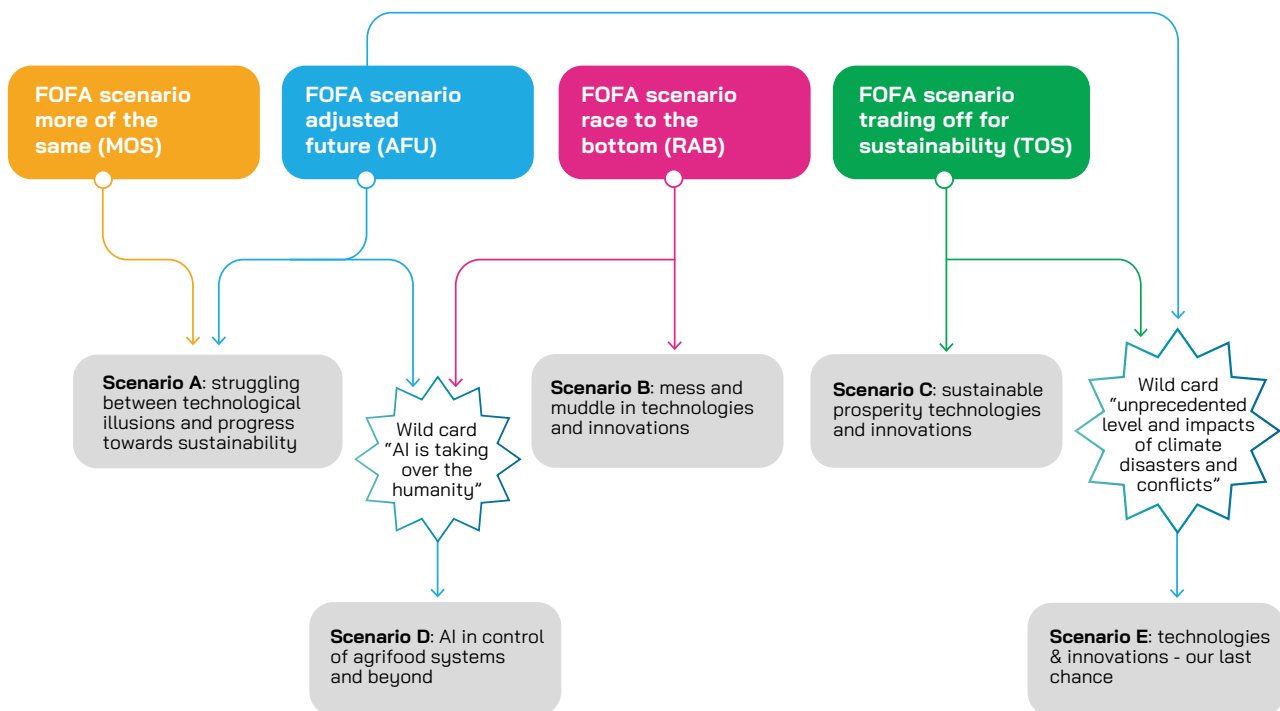 FOFA scenario
more of the
same (MOS)
FOFA scenario
adjusted
future (AFU)
FOFA scenario
race to the
bottom (RAB)
FOFA scenario
trading off for
sustainability (TOS)
Scenario A: struggling
between technological
illusions and progress
towards sustainability
Wild card
“AI is taking
over the
humanity”
Scenario B: mess and
muddle in technologies
and innovations
Scenario C: sustainable
prosperity technologies
and innovations
Wild card
“unprecedented
level and impacts
of climate
disasters and
conflicts”
Scenario D: AI in control
of agrifood systems
and beyond
Scenario E: technologies
& innovations - our last
chance